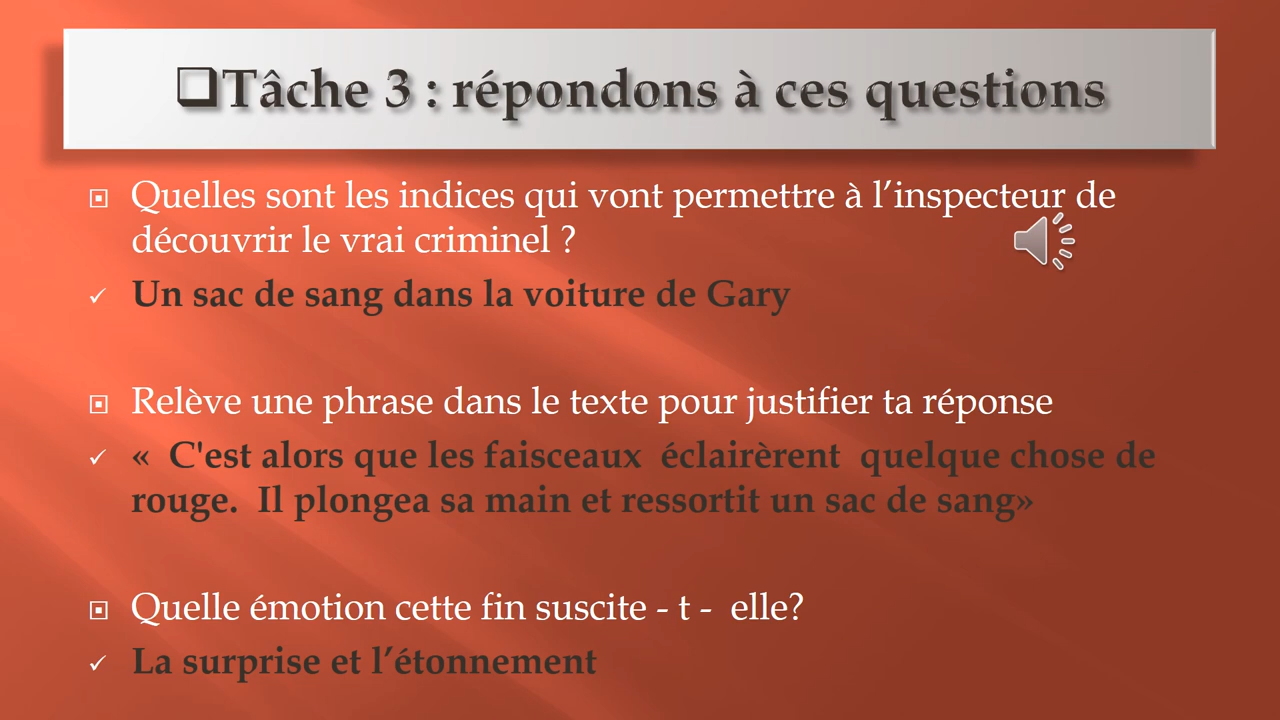 Tâche 3 : répondons à ces questions
Quelles sont les indices qui vont permettre à l’inspecteur de
découvrir le vrai criminel ?
Un sac de sang dans la voiture de Gary
Relève une phrase dans le texte pour justifier ta réponse
«  C'est alors que les faisceaux  éclairèrent  quelque chose de
rouge.  Il plongea sa main et ressortit un sac de sang»
Quelle émotion cette fin suscite - t -  elle?
La surprise et l’étonnement